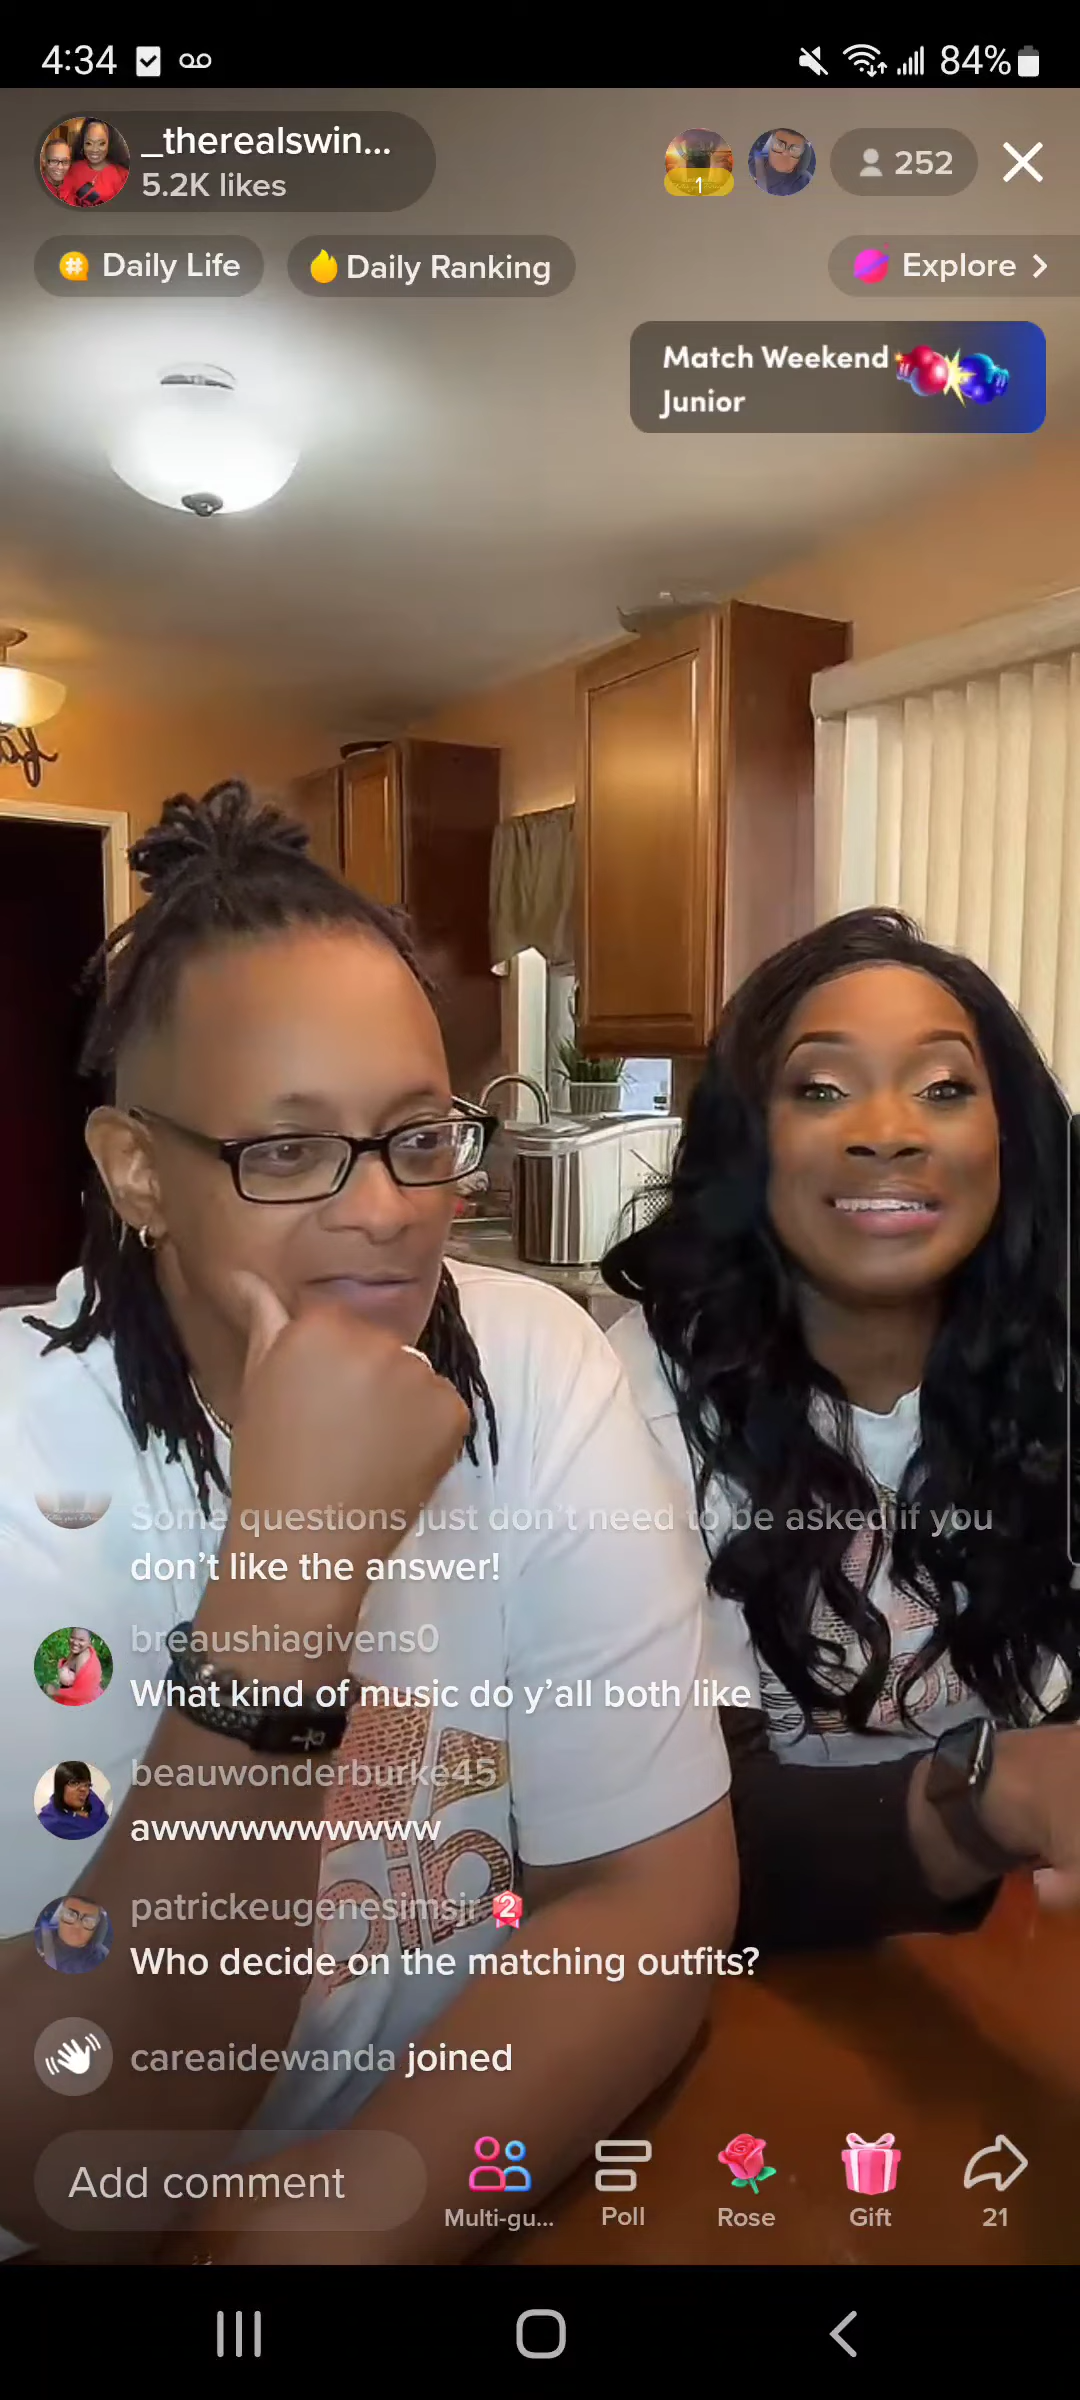 4:34
84%
_therealswin...
5.2K likes
1
252
Daily Life
Daily Ranking
Explore >
Match Weekend
Junior
Some questions just don't need to be asked if you
don't like the answer!
breaushiagivens0
What kind of music do y'all both like
beauwonderburke45
awwwwwwwwww
patrickeugenesimsjr 2
Who decide on the matching outfits?
careaidewanda joined
Add comment
Multi-gu...
Poll
Rose
Gift
21